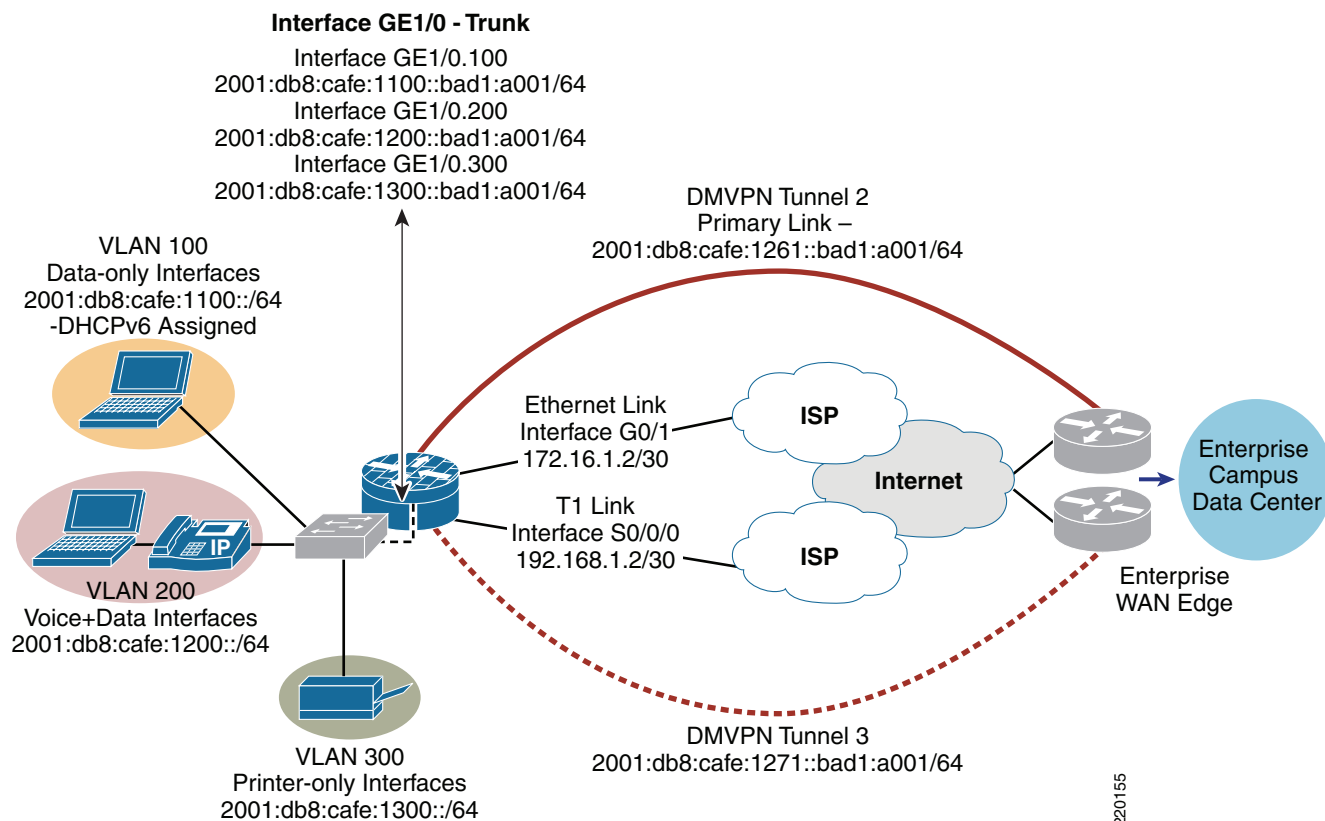 Interface GE1/0 - Trunk
Interface GE1/0.100
2001:db8:cafe:1100::bad1:a001/64
Interface GE1/0.200
2001:db8:cafe:1200::bad1:a001/64
Interface GE1/0.300
2001:db8:cafe:1300::bad1:a001/64
DMVPN Tunnel 2
Primary Link –
2001:db8:cafe:1261::bad1:a001/64
VLAN 100
Data-only Interfaces
2001:db8:cafe:1100::/64
-DHCPv6 Assigned
Ethernet Link
Interface G0/1
172.16.1.2/30
ISP
Internet
Enterprise
Campus
Data Center
T1 Link
Interface S0/0/0
192.168.1.2/30
ISP
IP
VLAN 200
Voice+Data Interfaces
2001:db8:cafe:1200::/64
Enterprise
WAN Edge
VLAN 300
Printer-only Interfaces
2001:db8:cafe:1300::/64
DMVPN Tunnel 3
2001:db8:cafe:1271::bad1:a001/64
220155